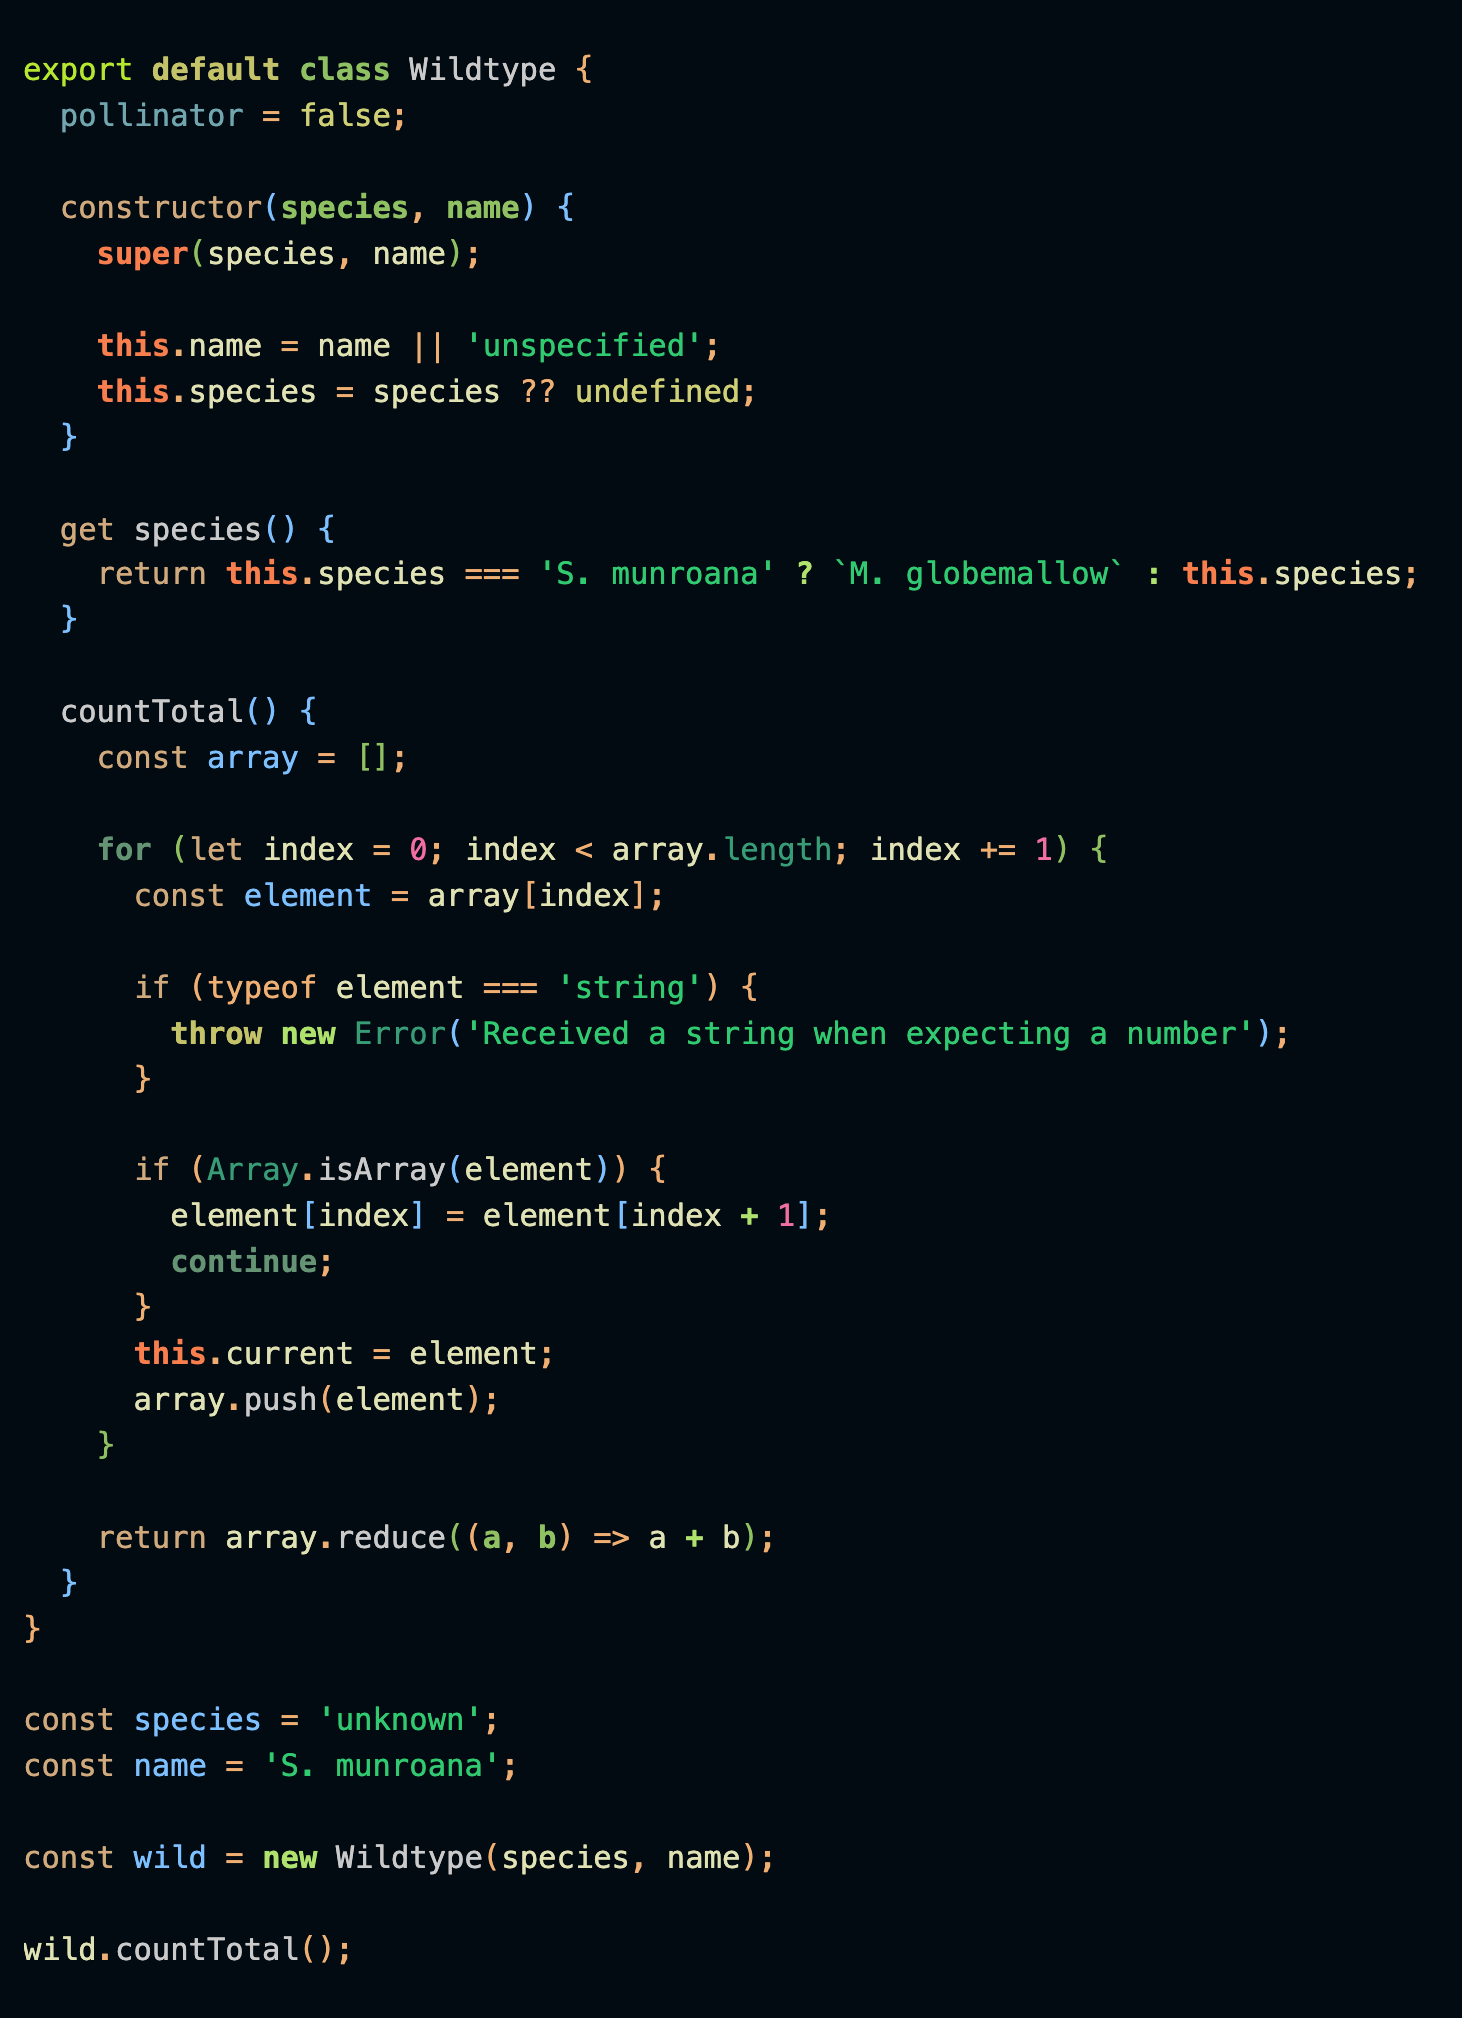 export default class Wildtype {
  pollinator = false;

  constructor(species, name) {
    super(species, name);

    this.name = name || 'unspecified';
    this.species = species ?? undefined;
  }

  get species() {
    return this.species === 'S. munroana' ? `M. globemallow` : this.species;
  }

  countTotal() {
    const array = [];

    for (let index = 0; index < array.length; index += 1) {
      const element = array[index];

      if (typeof element === 'string') {
        throw new Error('Received a string when expecting a number');
      }

      if (Array.isArray(element)) {
        element[index] = element[index + 1];
        continue;
      }
      this.current = element;
      array.push(element);
    }

    return array.reduce((a, b) => a + b);
  }
}

const species = 'unknown';
const name = 'S. munroana';

const wild = new Wildtype(species, name);

wild.countTotal();